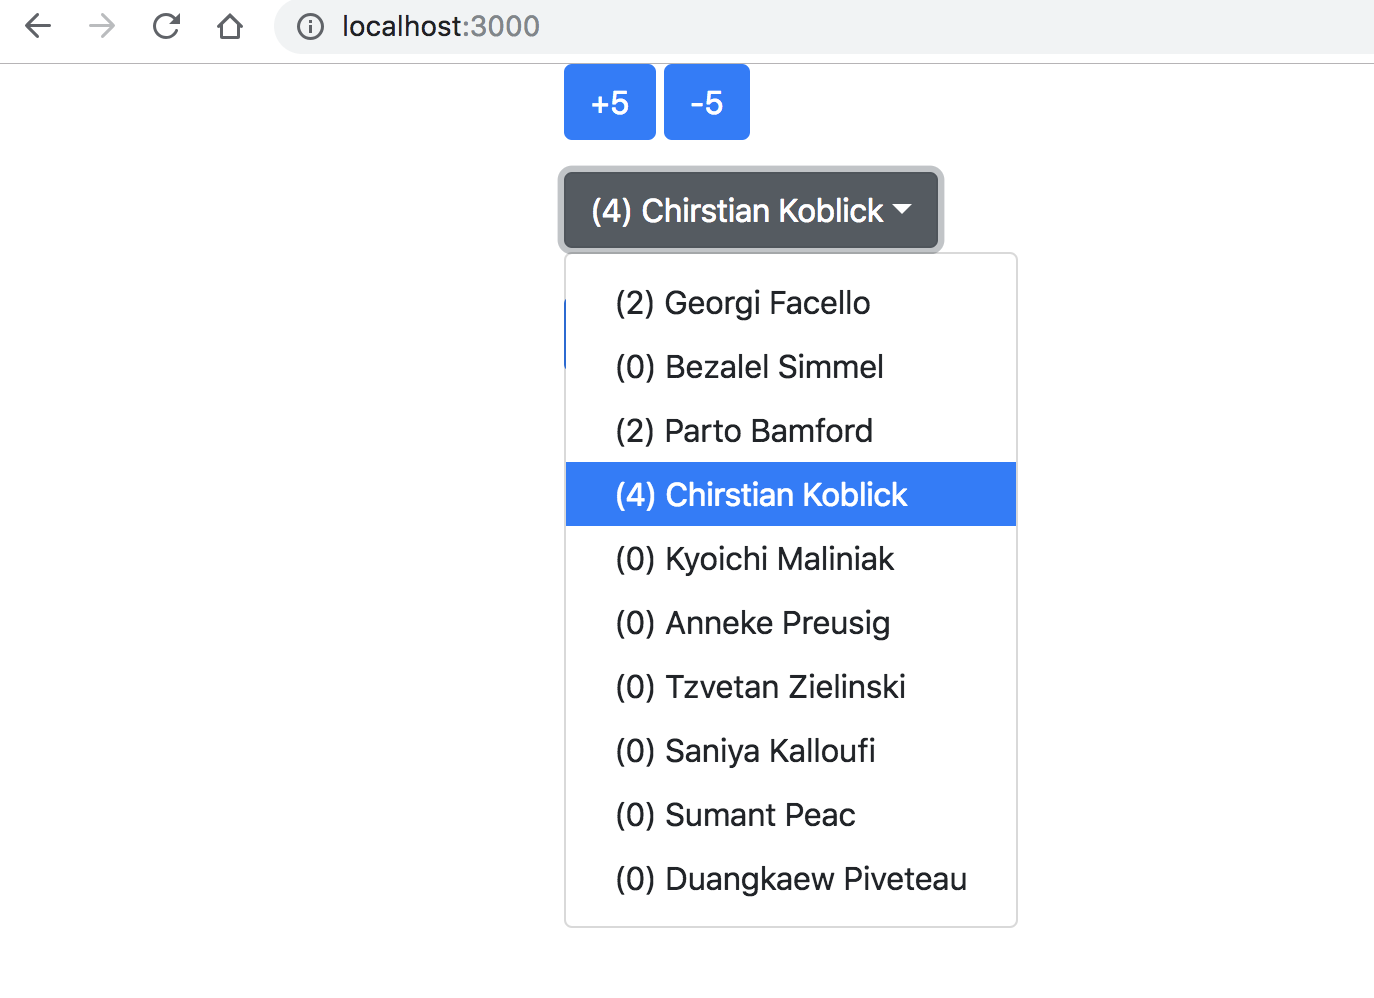 localhost:3000
+5 -5
(4) Chirstian Koblick
(2) Georgi Facello
(0) Bezalel Simmel
(2) Parto Bamford
(4) Chirstian Koblick
(0) Kyoichi Maliniak
(0) Anneke Preusig
(0) Tzvetan Zielinski
(0) Saniya Kalloufi
(0) Sumant Peac
(0) Duangkaew Piveteau